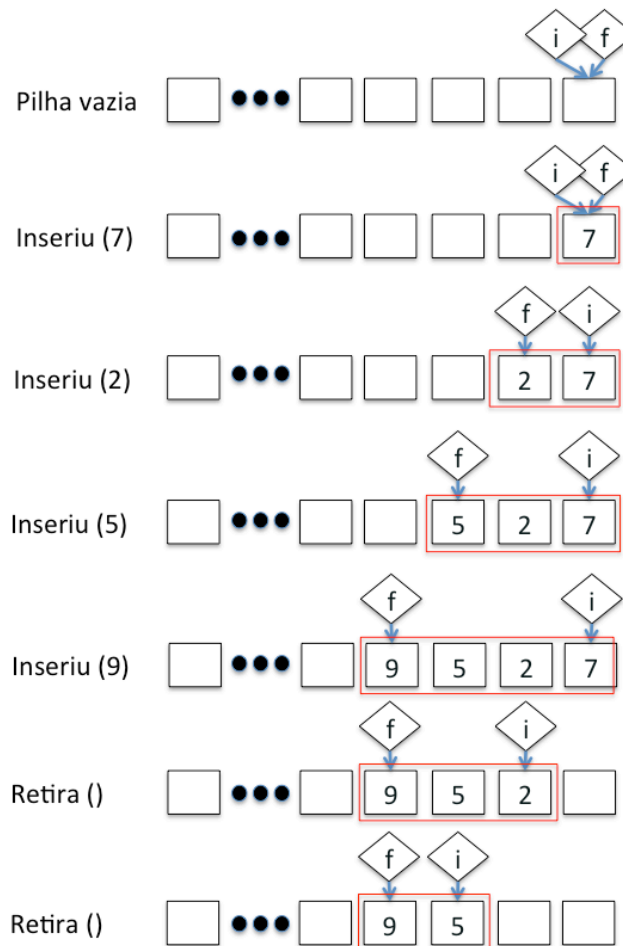 i f
Pilha vazia
i f
Inseriu (7) 7
f i
Inseriu (2) 2 7
f i
Inseriu (5) 5 2 7
f i
Inseriu (9) 9 5 2 7
f i
Retira () 9 5 2
f i
Retira () 9 5